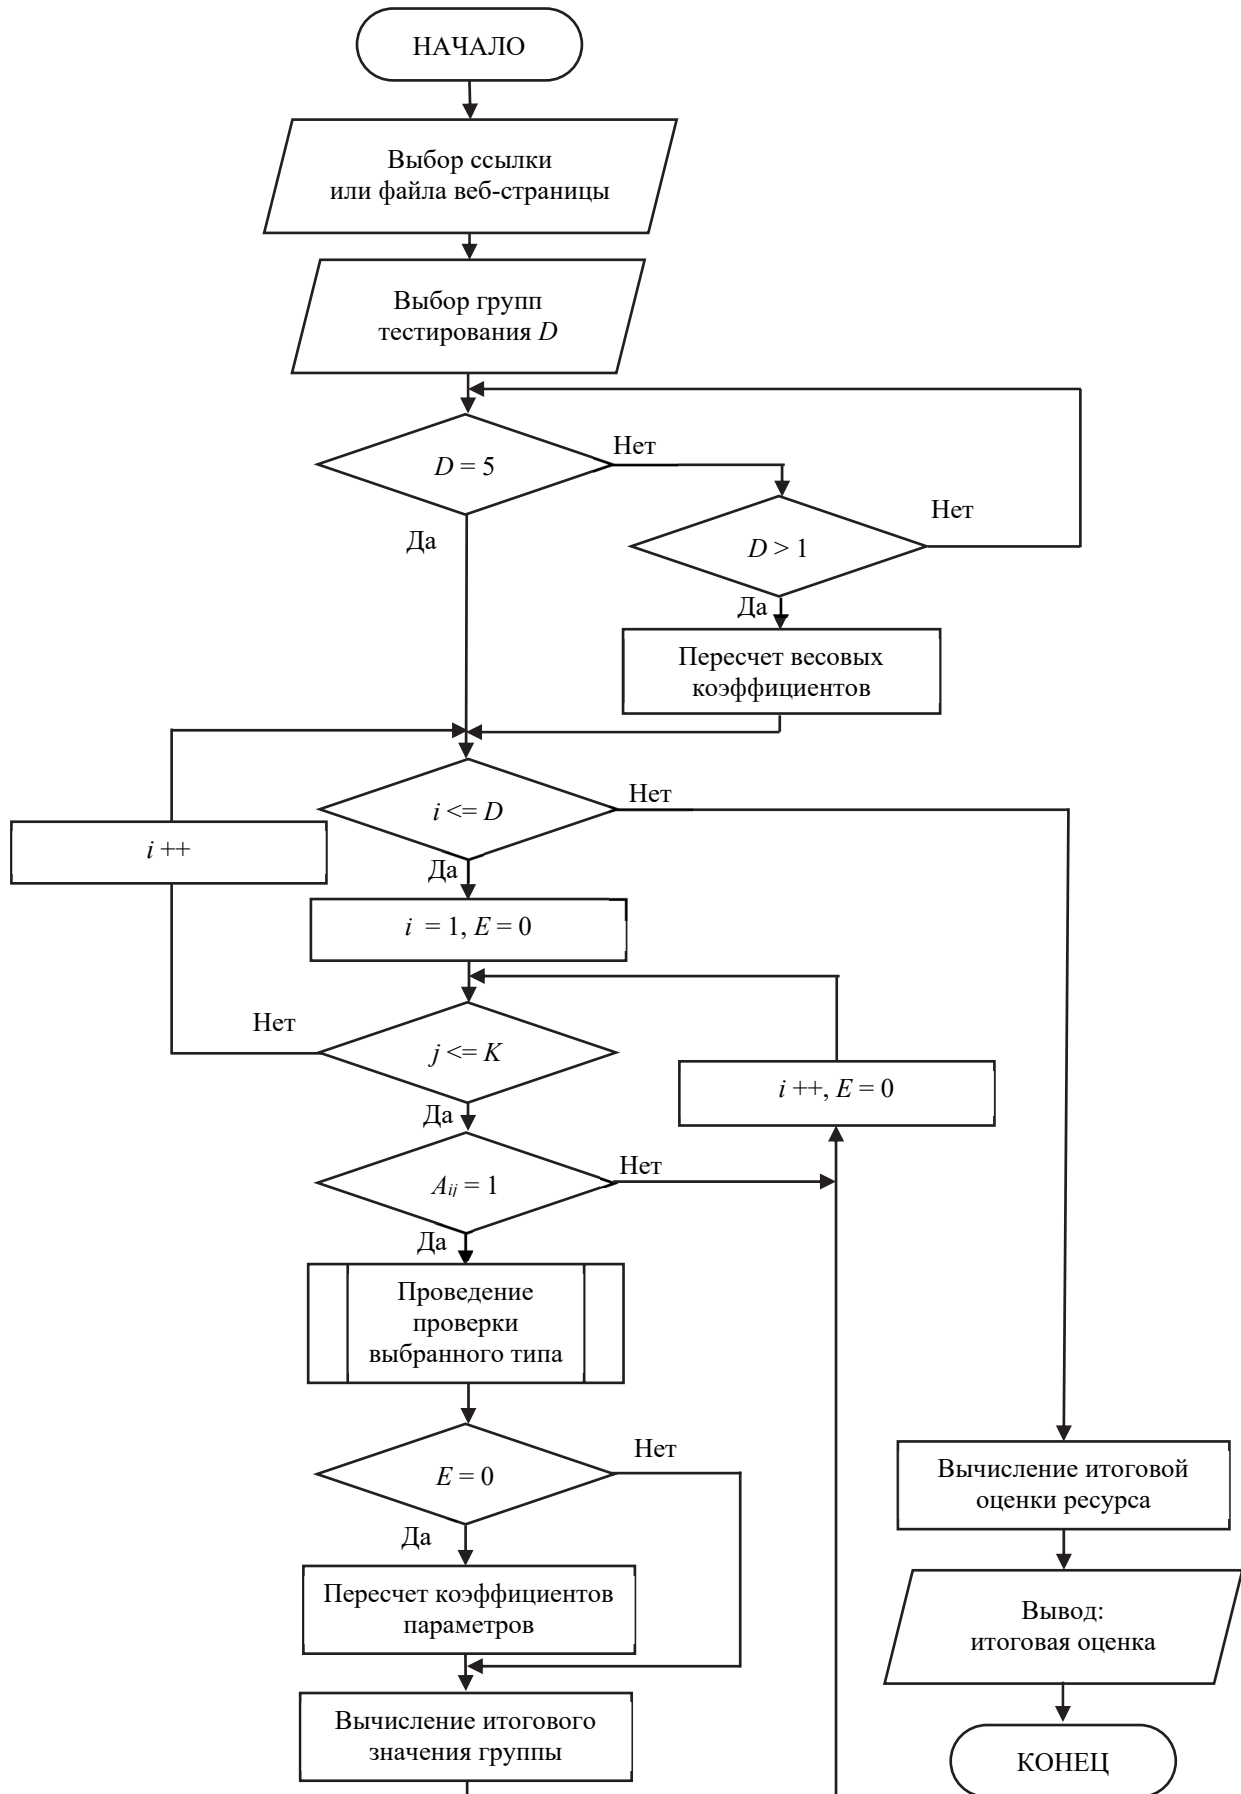 НАЧАЛО
Выбор ссылки
или файла веб-страницы
Выбор групп
тестирования D
D = 5
Нет
Да
D > 1
Нет
Да
Пересчет весовых
коэффициентов
i <= D
Нет
Да
i ++
i = 1, E = 0
j <= K
Нет
Да
i ++, E = 0
Aij = 1
Нет
Да
Проведение
проверки
выбранного типа
E = 0
Нет
Да
Пересчет коэффициентов
параметров
Вычисление итогового
значения группы
Вычисление итоговой
оценки ресурса
Вывод:
итоговая оценка
КОНЕЦ